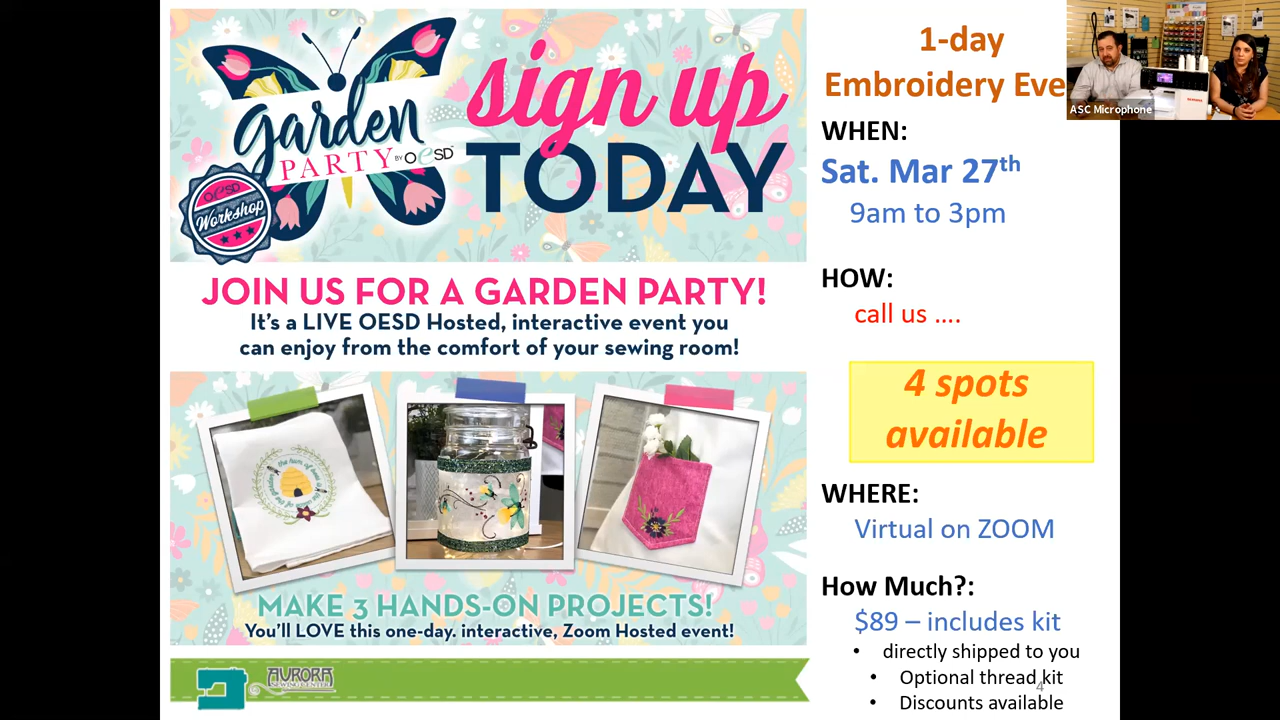 garden
PARTY BY OESD
OESD
Workshop
sign up
TODAY
JOIN US FOR A GARDEN PARTY!
It's a LIVE OESD Hosted, interactive event you
can enjoy from the comfort of your sewing room!
MAKE 3 HANDS-ON PROJECTS!
You'll LOVE this one-day. interactive, Zoom Hosted event!
AURORA
SEWING CENTER
1-day
Embroidery Eve
WHEN:
Sat. Mar 27th
9am to 3pm
HOW:
call us ....
4 spots
available
WHERE:
Virtual on ZOOM
How Much?:
$89 – includes kit
• directly shipped to you
• Optional thread kit
• Discounts available
4
ASC Microphone